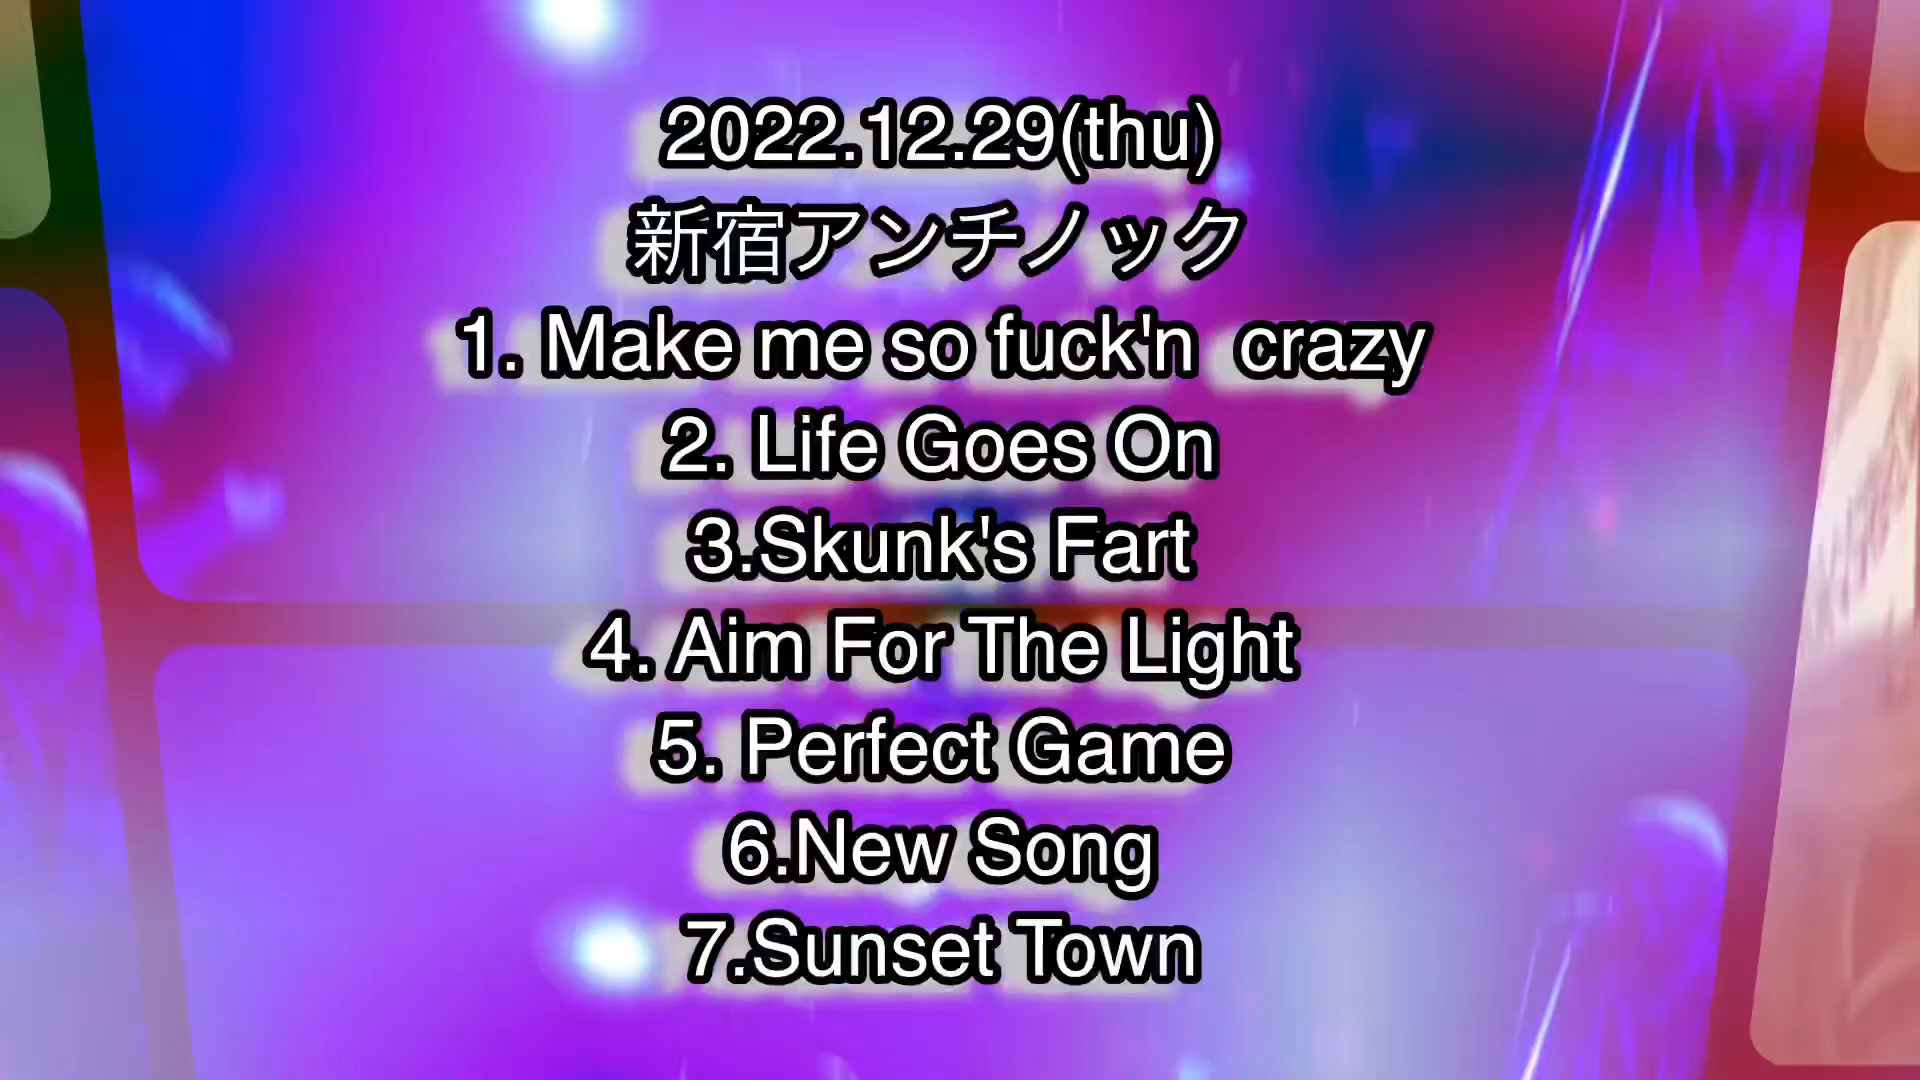 2022.12.29(thu)
新宿アンチノック
1. Make me so fuck'n  crazy
2. Life Goes On
3.Skunk's Fart
4. Aim For The Light
5. Perfect Game
6.New Song
7.Sunset Town